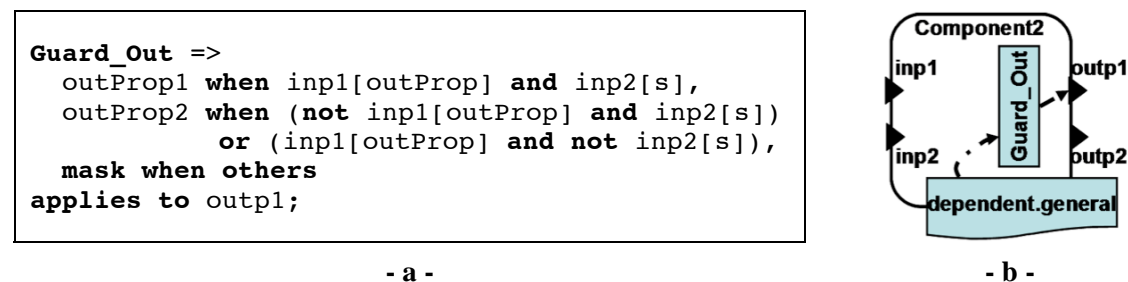 Guard_Out =>
outProp1 when inp1[outProp] and inp2[s],
outProp2 when (not inp1[outProp] and inp2[s])
or (inp1[outProp] and not inp2[s]),
mask when others
applies to outp1;
- a -
Component2
inp1
outp1
Guard_Out
inp2
outp2
dependent.general
- b -